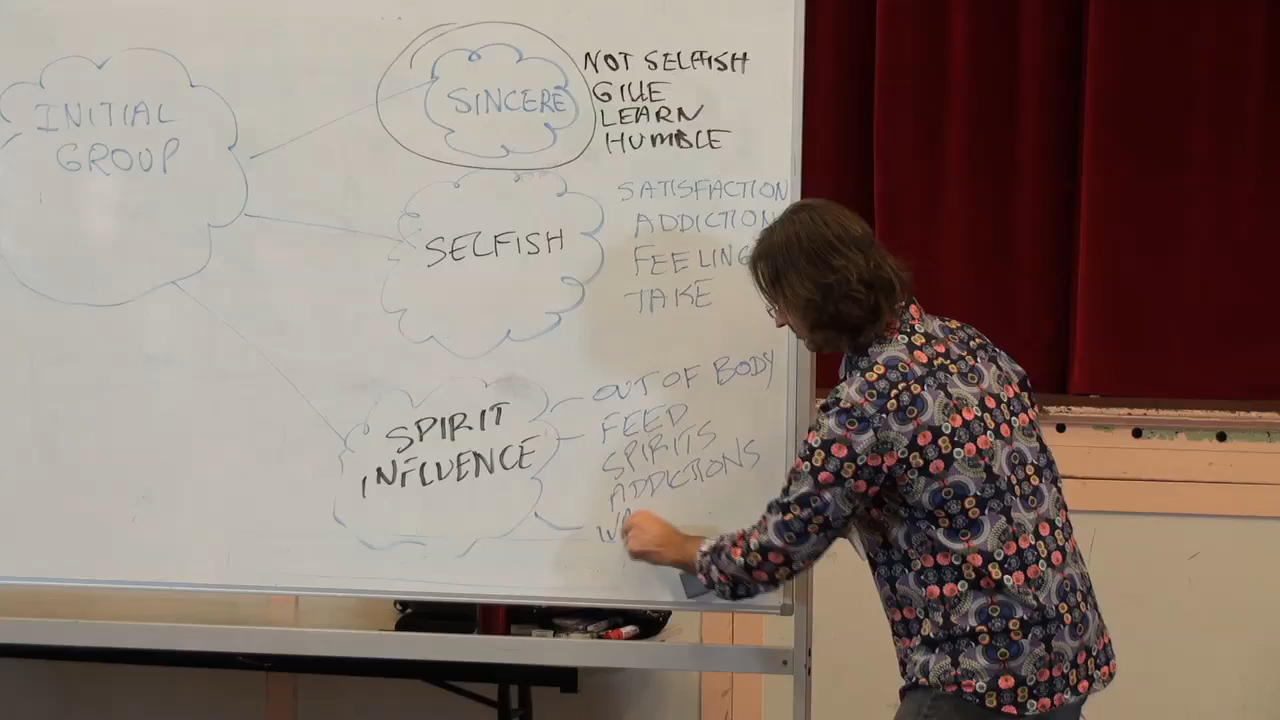 INITIAL
GROUP
SINCERE
NOT SELFISH
GIVE
LEARN
HUMBLE
SELFISH
SATISFACTION
ADDICTION
FEELING
TAKE
SPIRIT
INFLUENCE
OUT OF BODY
FEED
SPIRITS
ADDICTIONS